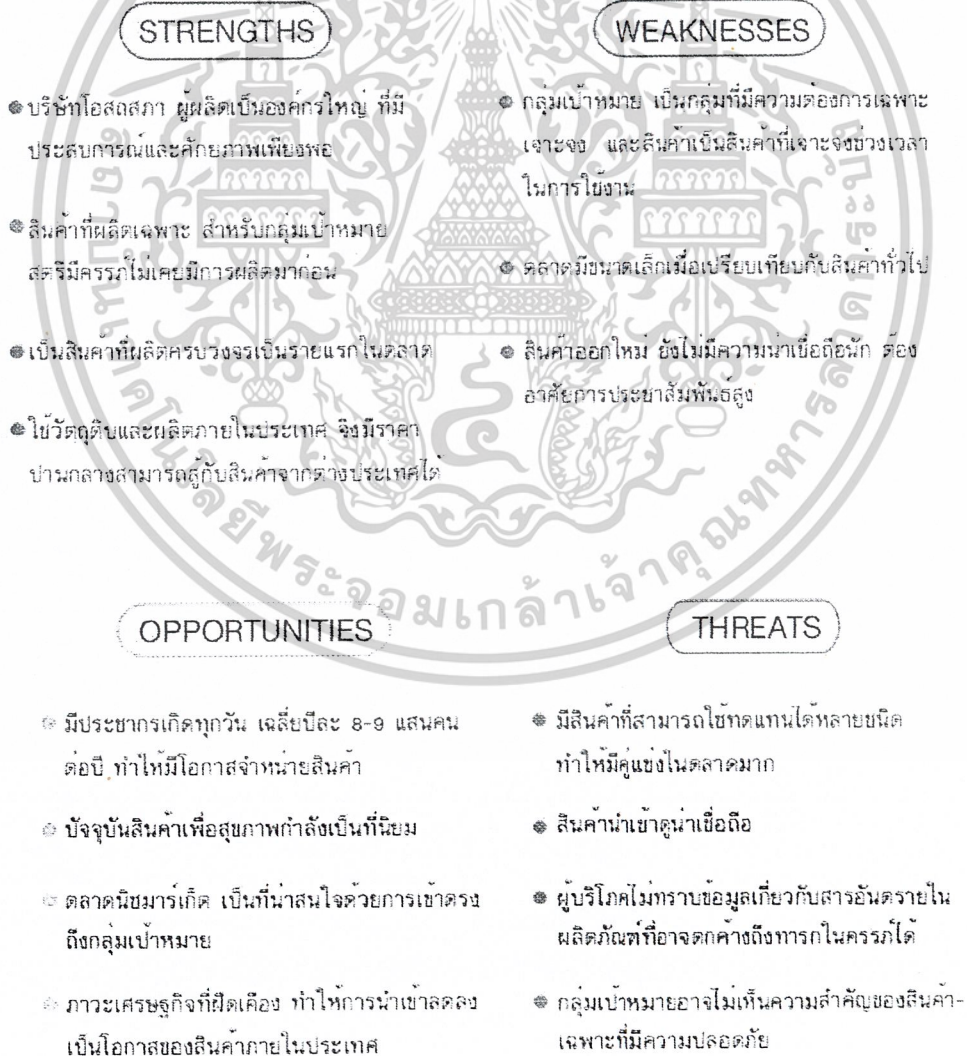 STRENGTHS
● บริษัทโอสถสภา ผู้ผลิตเป็นองค์กรใหญ่ ที่มี
ประสบการณ์และศักยภาพเพียงพอ
● สินค้าที่ผลิตเฉพาะ สำหรับกลุ่มเป้าหมาย
สตรีมีครรภ์ไม่เคยมีการผลิตมาก่อน
● เป็นสินค้าที่ผลิตครบวงจรเป็นรายแรกในตลาด
● ใช้วัตถุดิบและผลิตภายในประเทศ จึงมีราคา
ปานกลางสามารถสู้กับสินค้าจากต่างประเทศได้
WEAKNESSES
● กลุ่มเป้าหมาย เป็นกลุ่มที่มีความต้องการเฉพาะ
เจาะจง และสินค้าเป็นสินค้าที่เจาะจงช่วงเวลา
ในการใช้งาน
● ตลาดมีขนาดเล็กเมื่อเปรียบเทียบกับสินค้าทั่วไป
● สินค้าออกใหม่ ยังไม่มีความน่าเชื่อถือนัก ต้อง
อาศัยการประชาสัมพันธ์สูง
OPPORTUNITIES
● มีประชากรเกิดทุกวัน เฉลี่ยปีละ 8-9 แสนคน
ต่อปี ทำให้มีโอกาสจำหน่ายสินค้า
● ปัจจุบันสินค้าเพื่อสุขภาพกำลังเป็นที่นิยม
● ตลาดนิชมาร์เก็ต เป็นที่น่าสนใจด้วยการเข้าตรง
ถึงกลุ่มเป้าหมาย
● ภาวะเศรษฐกิจที่ฝืดเคือง ทำให้การนำเข้าลดลง
เป็นโอกาสของสินค้าภายในประเทศ
THREATS
● มีสินค้าที่สามารถใช้ทดแทนได้หลายชนิด
ทำให้มีคู่แข่งในตลาดมาก
● สินค้านำเข้าดูน่าเชื่อถือ
● ผู้บริโภคไม่ทราบข้อมูลเกี่ยวกับสารอันตรายใน
ผลิตภัณฑ์ที่อาจตกค้างถึงทารกในครรภ์ได้
● กลุ่มเป้าหมายอาจไม่เห็นความสำคัญของสินค้า-
เฉพาะที่มีความปลอดภัย
พระจอมเกล้าเจ้าคุณทหารลาดกระบัง